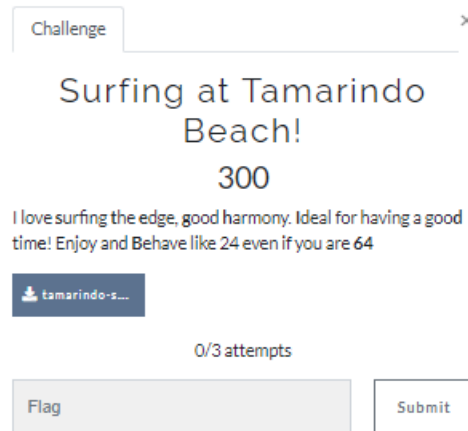 Challenge
×
Surfing at Tamarindo
Beach!
300
I love surfing the edge, good harmony. Ideal for having a good
time! Enjoy and Behave like 24 even if you are 64
tamarindo-s...
0/3 attempts
Flag
Submit